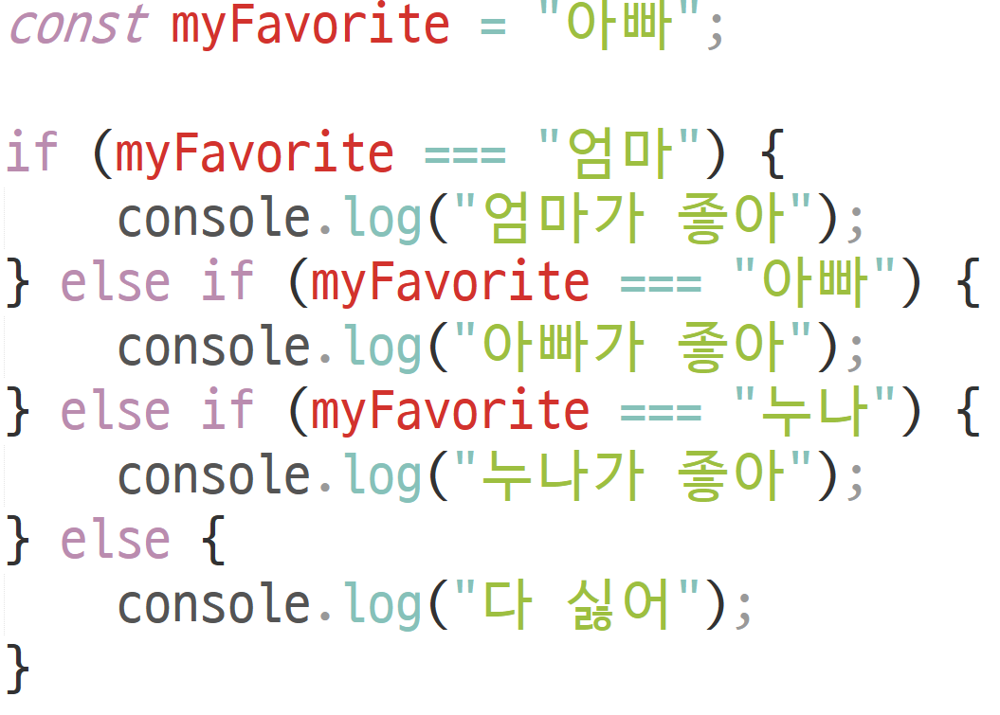 const myFavorite = "아빠";
if (myFavorite === "엄마") {
console.log("엄마가 좋아");
} else if (myFavorite === "아빠") {
console.log("아빠가 좋아");
} else if (myFavorite === "누나") {
console.log("누나가 좋아");
} else {
console.log("다 싫어");
}